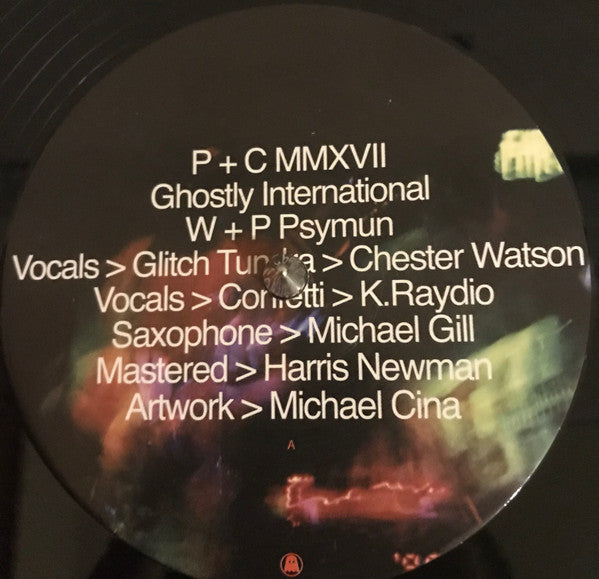 P + C MMXVII
Ghostly International
W + P Psymun
Vocals > Glitch Tundra > Chester Watson
Vocals > Confetti > K.Raydio
Saxophone > Michael Gill
Mastered > Harris Newman
Artwork > Michael Cina
A